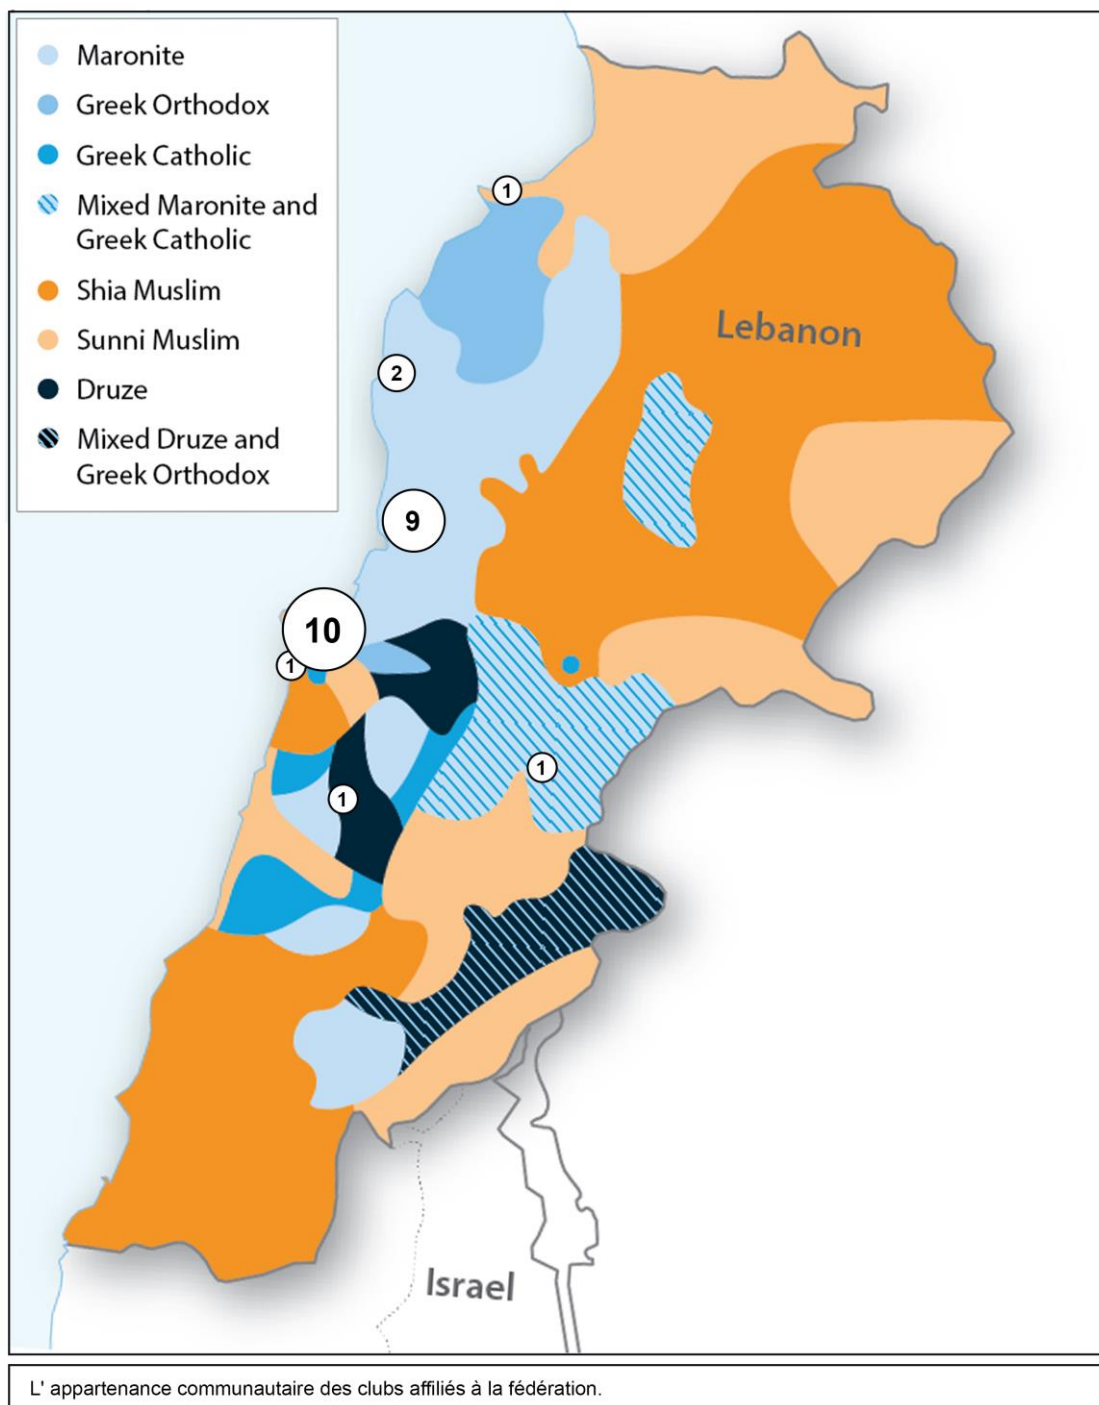 Maronite
Greek Orthodox
Greek Catholic
Mixed Maronite and
Greek Catholic
Shia Muslim
Sunni Muslim
Druze
Mixed Druze and
Greek Orthodox
1
Lebanon
2
9
10
1
1
1
Israel
L' appartenance communautaire des clubs affiliés à la fédération.